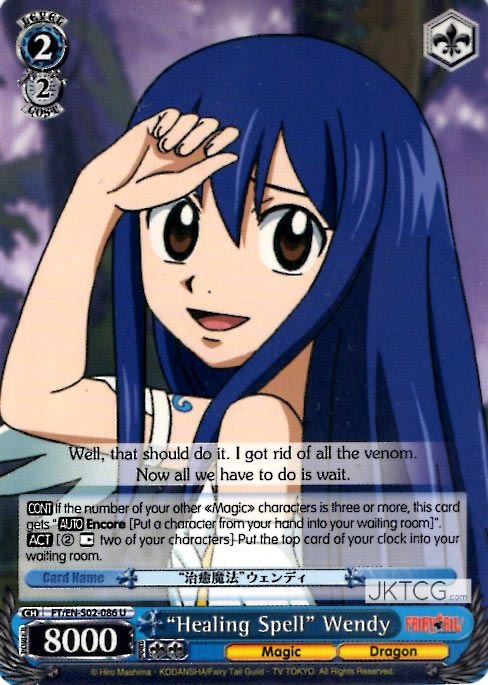 LEVEL
2
2
COST
Well, that should do it. I got rid of all the venom.
Now all we have to do is wait.
CONT If the number of your other «Magic» characters is three or more, this card
gets "AUTO Encore [Put a character from your hand into your waiting room]".
ACT [② two of your characters] Put the top card of your clock into your
waiting room.
Card Name "治癒魔法"ウェンディ
JKTCG.com
CH FT/EN-S02-086 U
POWER 8000 SOUL "Healing Spell" Wendy FAIRY TAIL
Magic Dragon
© Hiro Mashima · KODANSHA/Fairy Tail Guild · TV TOKYO. All Rights Reserved.